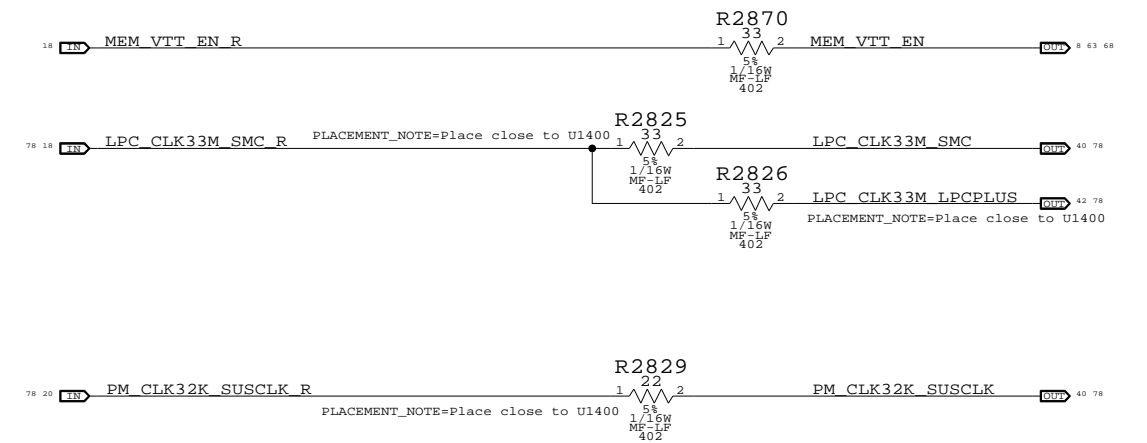 R2870
18 IN MEM_VTT_EN_R 1 33 2 MEM_VTT_EN OUT 8 63 68
5%
1/16W
MF-LF
402
R2825
78 18 IN LPC_CLK33M_SMC_R PLACEMENT_NOTE=Place close to U1400 1 33 2 LPC_CLK33M_SMC OUT 40 78
5%
1/16W
MF-LF
402
R2826
1 33 2 LPC_CLK33M_LPCPLUS OUT 42 78
PLACEMENT_NOTE=Place close to U1400
5%
1/16W
MF-LF
402
R2829
78 20 IN PM_CLK32K_SUSCLK_R 1 22 2 PM_CLK32K_SUSCLK OUT 40 78
PLACEMENT_NOTE=Place close to U1400
5%
1/16W
MF-LF
402